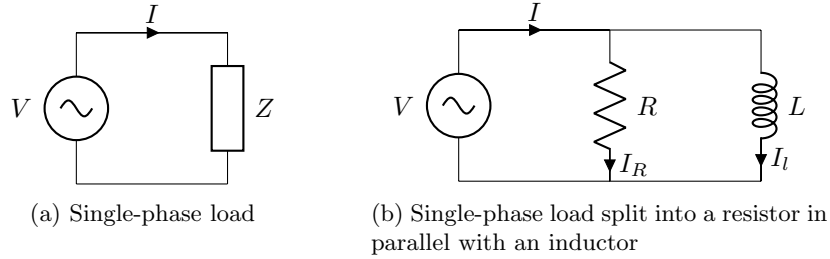 I
V
Z
(a) Single-phase load
I
V
R
L
I_R
I_l
(b) Single-phase load split into a resistor in
parallel with an inductor